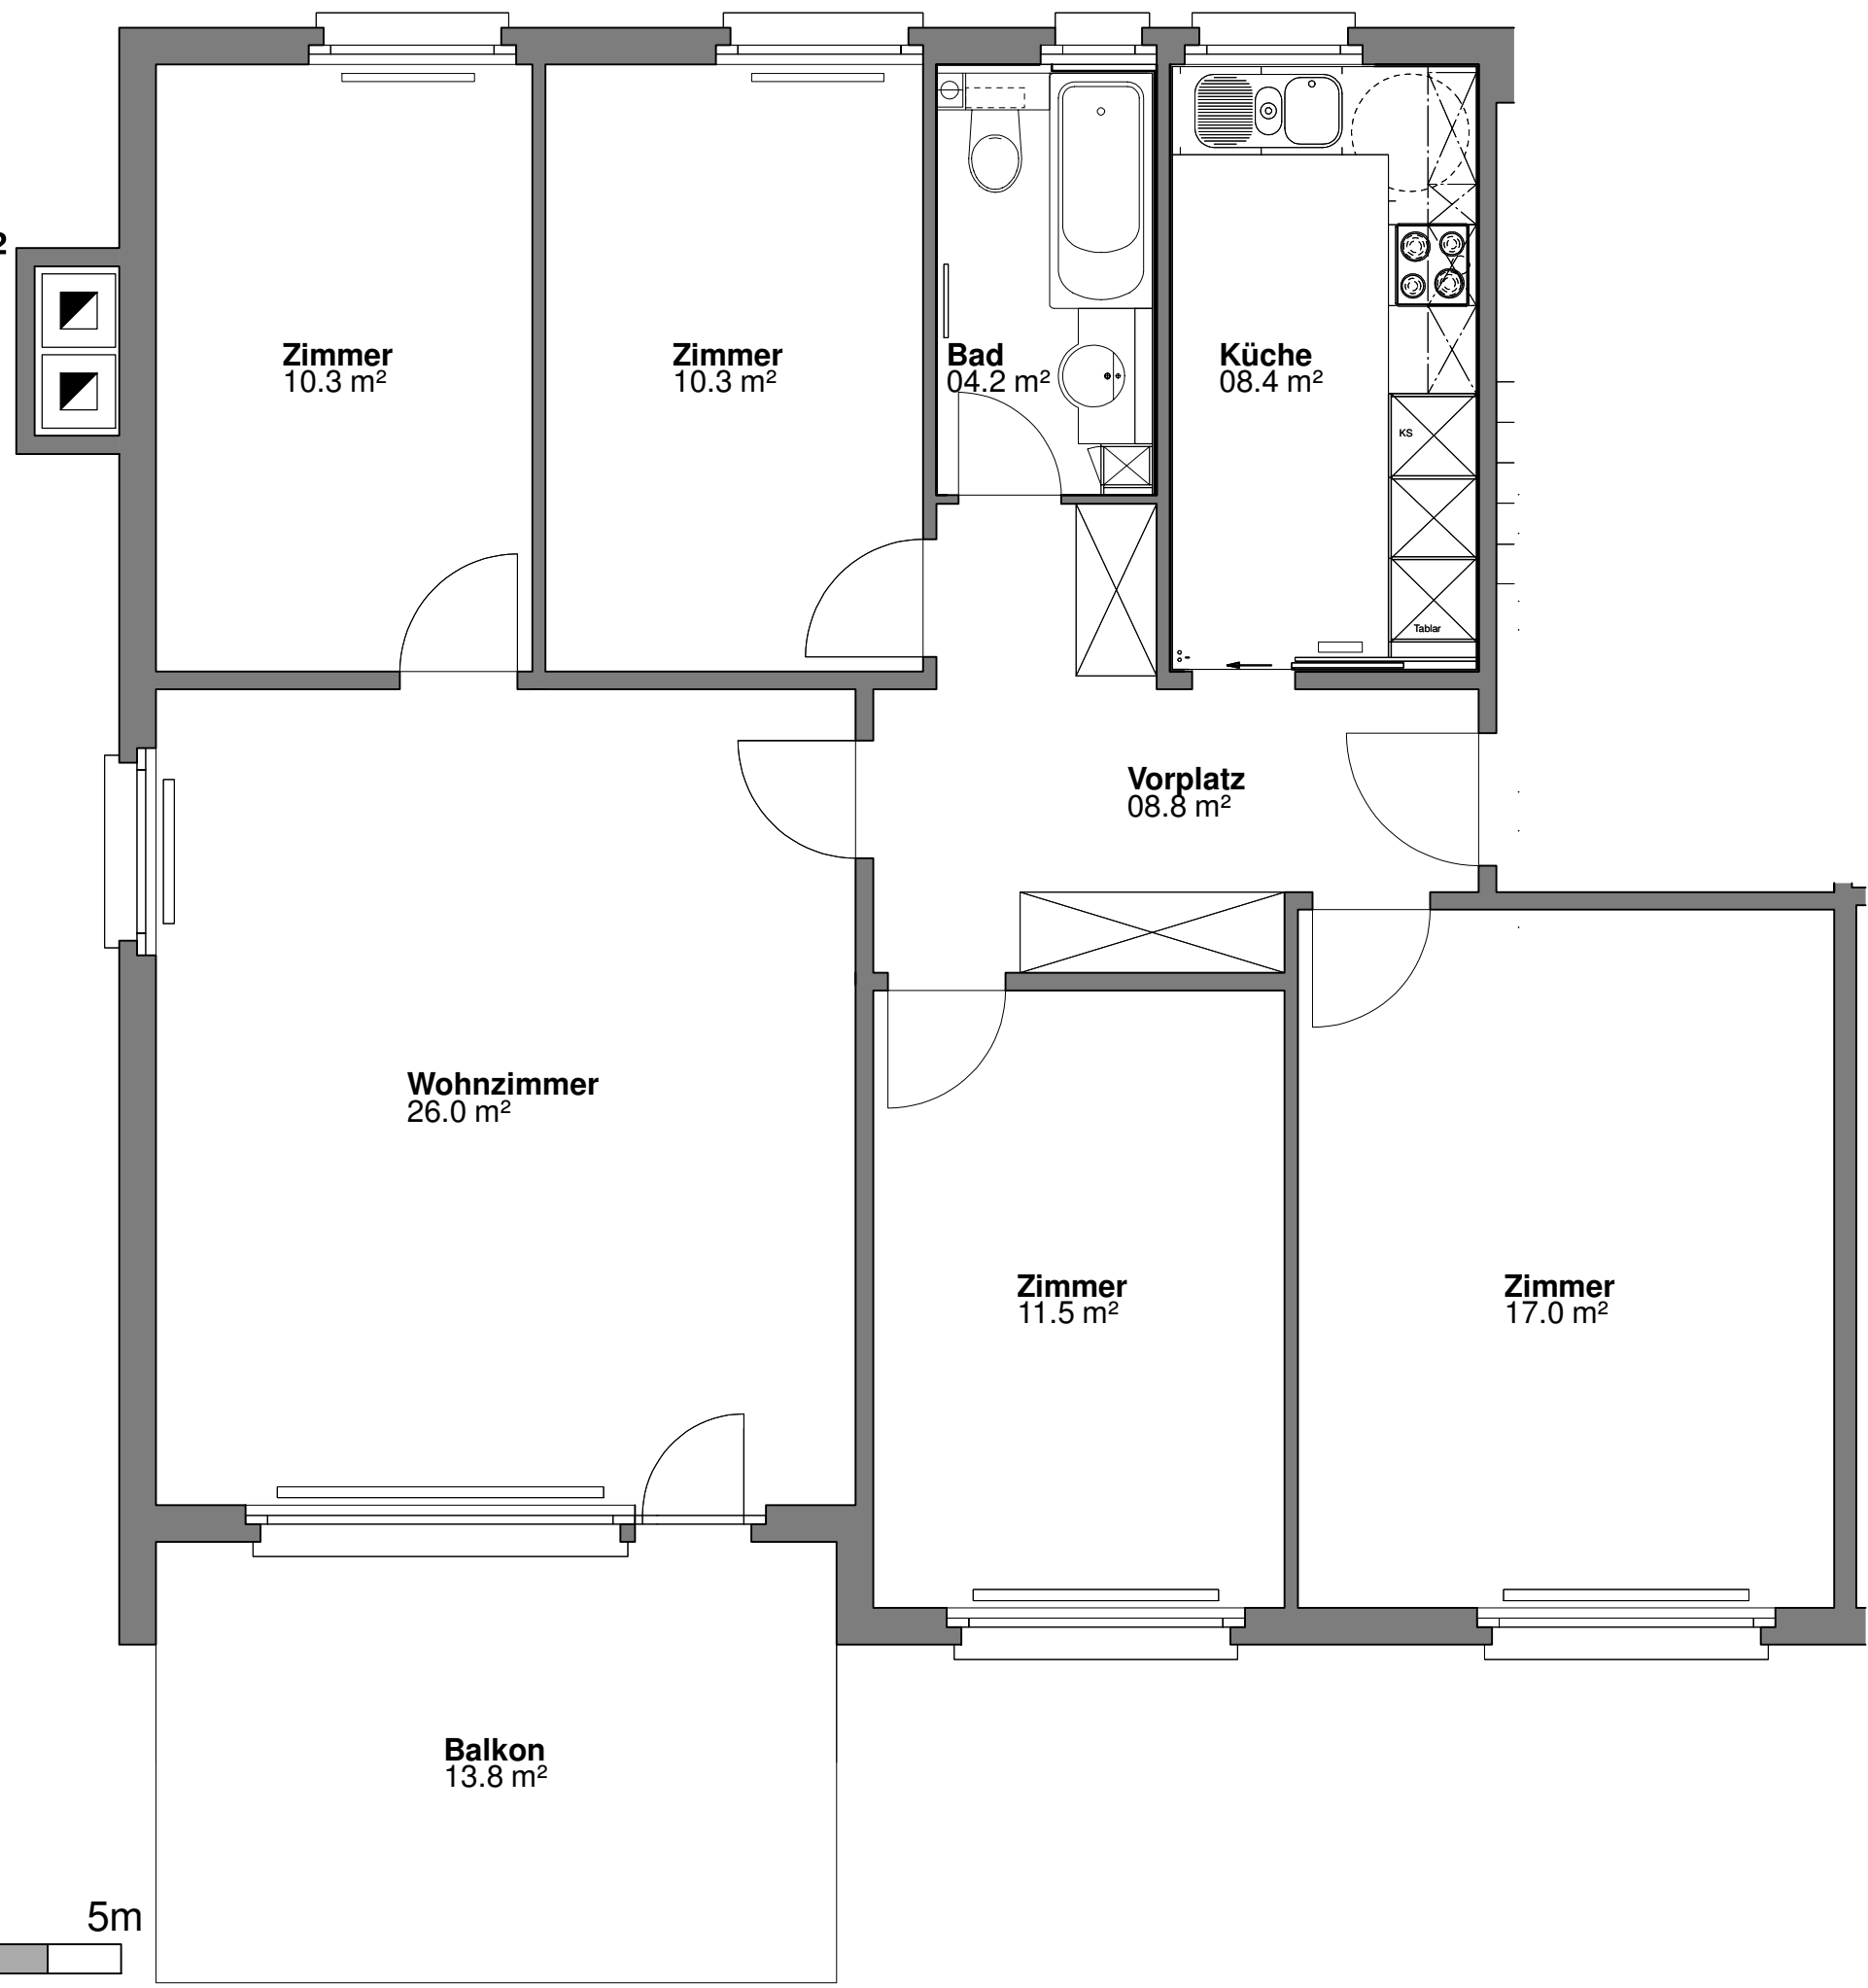 2
Zimmer
10.3 m²
Zimmer
10.3 m²
Bad
04.2 m²
Küche
08.4 m²
KS
Tablar
Vorplatz
08.8 m²
Wohnzimmer
26.0 m²
Zimmer
11.5 m²
Zimmer
17.0 m²
Balkon
13.8 m²
5m